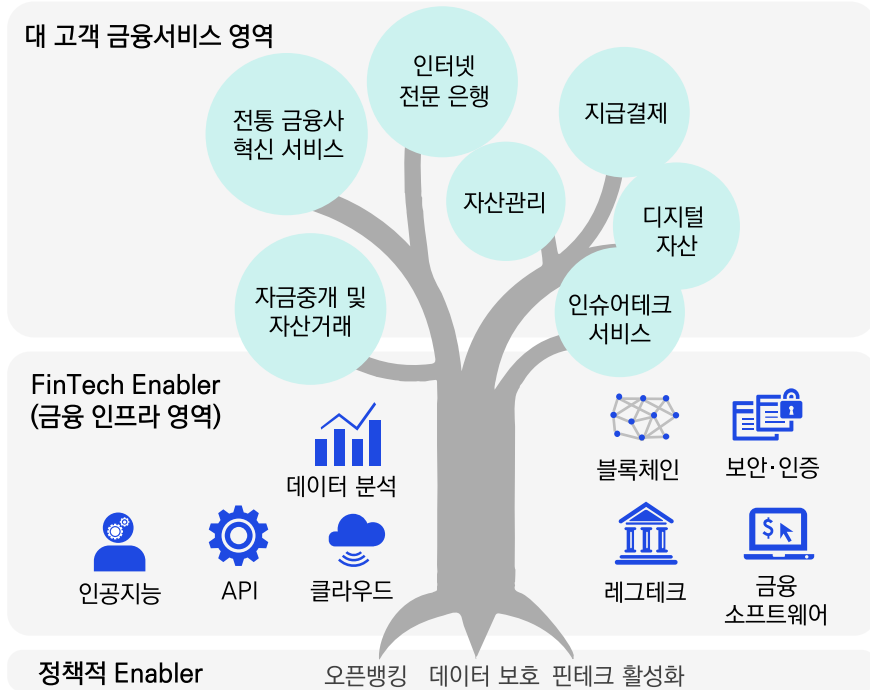 대 고객 금융서비스 영역
인터넷
전문 은행
전통 금융사
혁신 서비스
지급결제
자산관리
디지털
자산
자금중개 및
자산거래
인슈어테크
서비스
FinTech Enabler
(금융 인프라 영역)
데이터 분석
블록체인
보안·인증
$
인공지능
API
클라우드
레그테크
금융
소프트웨어
정책적 Enabler
오픈뱅킹 데이터 보호 핀테크 활성화